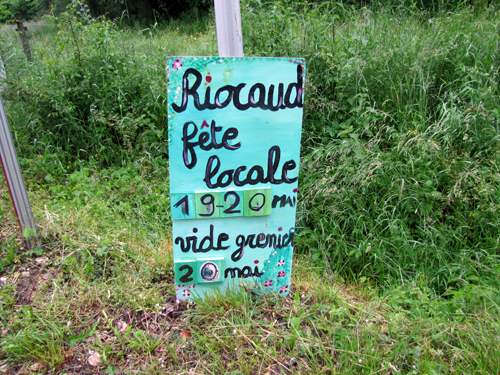 Riocaud
fête
locale
19-20 mai
vide grenier
20 mai